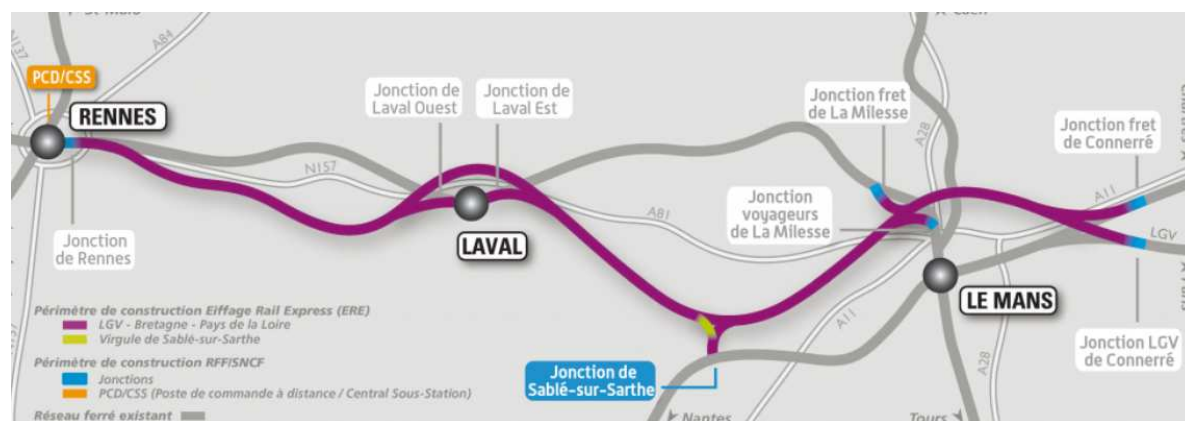 N137
A84
PCD/CSS
RENNES
Jonction
de Rennes
N157
Jonction de
Laval Ouest
Jonction de
Laval Est
LAVAL
A81
Jonction fret
de La Milesse
A28
Jonction
voyageurs
de La Milesse
Jonction fret
de Connerré
A11
LGV
LE MANS
Jonction LGV
de Connerré
A11
A28
Jonction de
Sablé-sur-Sarthe
Nantes
Tours
Périmètre de construction Eiffage Rail Express (ERE)
LGV - Bretagne - Pays de la Loire
Virgule de Sablé-sur-Sarthe
Périmètre de construction RFF/SNCF
Jonctions
PCD/CSS (Poste de commande à distance / Central Sous-Station)
Réseau ferré existant